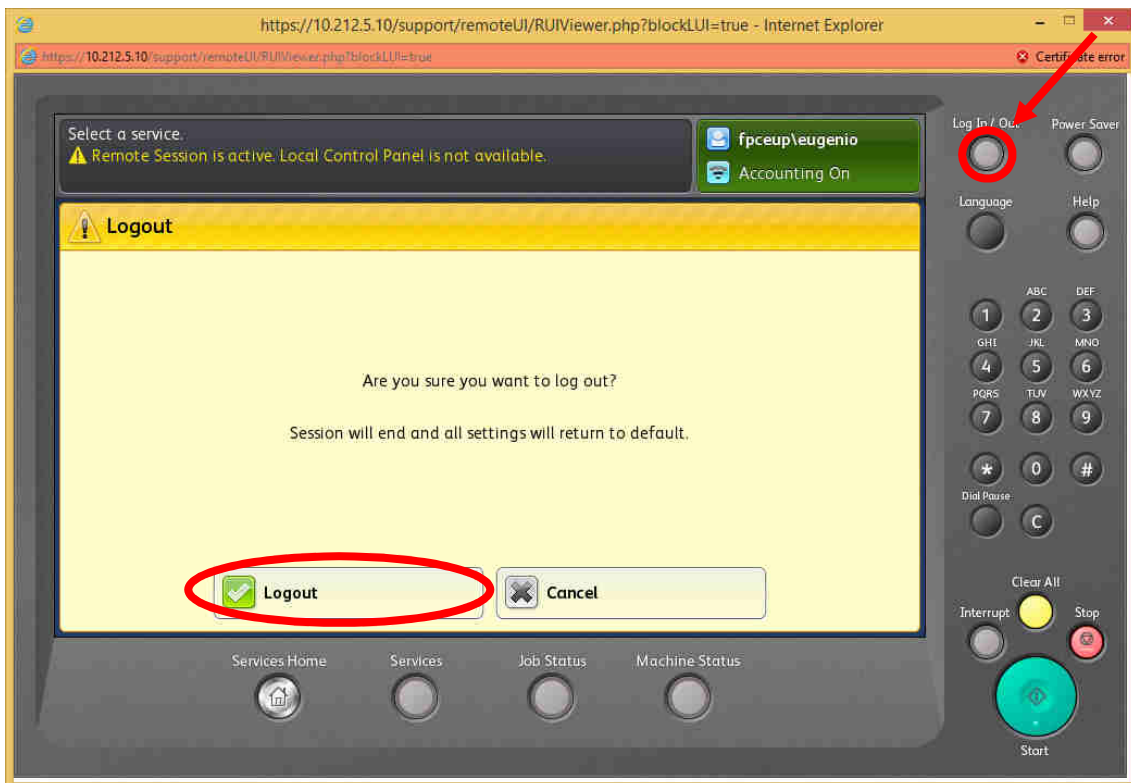 https://10.212.5.10/support/remoteUI/RUIViewer.php?blockLUI=true - Internet Explorer
https://10.212.5.10/support/remoteUI/RUIViewer.php?blockLUI=true
Certificate error
Select a service.
Remote Session is active. Local Control Panel is not available.
fpceup\eugenio
Accounting On
Log In / Out
Power Saver
Language
Help
Logout
Are you sure you want to log out?
Session will end and all settings will return to default.
Logout
Cancel
ABC DEF
1 2 3
GHI JKL MNO
4 5 6
PQRS TUV WXYZ
7 8 9
* 0 #
Dial Pause
C
Clear All
Interrupt
Stop
Start
Services Home
Services
Job Status
Machine Status